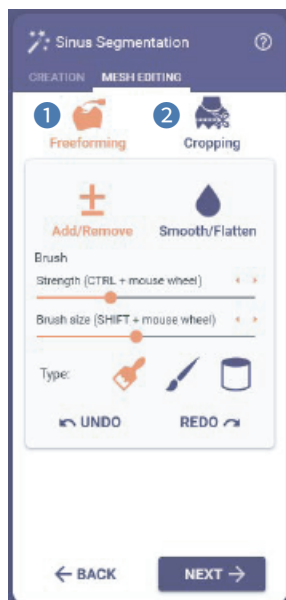 Sinus Segmentation
CREATION MESH EDITING
1 2
Freeforming Cropping
Add/Remove Smooth/Flatten
Brush
Strength (CTRL + mouse wheel)
Brush size (SHIFT + mouse wheel)
Type:
UNDO REDO
BACK NEXT